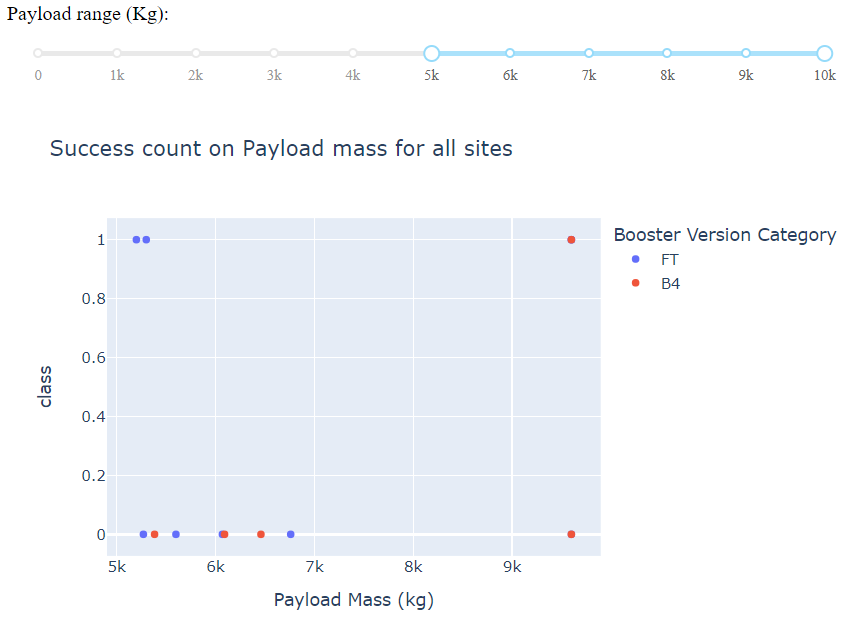 Payload range (Kg):
0 1k 2k 3k 4k 5k 6k 7k 8k 9k 10k
Success count on Payload mass for all sites
Booster Version Category
FT
B4
1
0.8
0.6
0.4
0.2
0
class
5k 6k 7k 8k 9k
Payload Mass (kg)